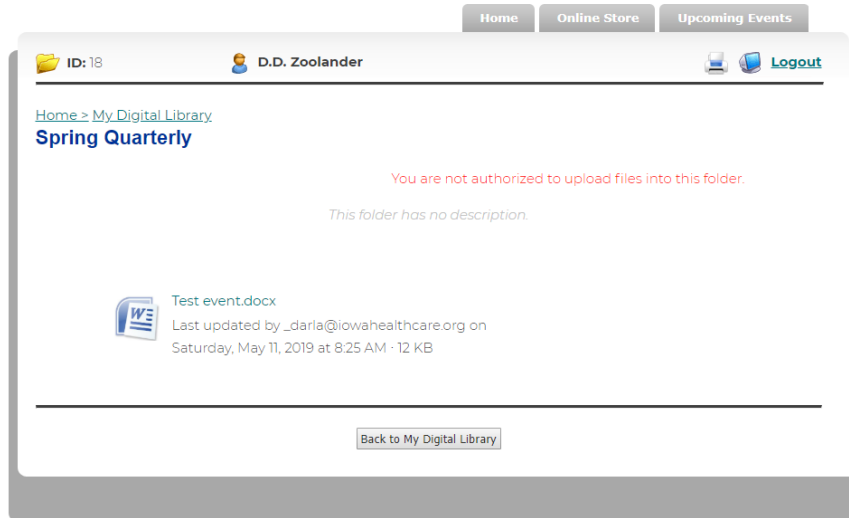 Home Online Store Upcoming Events
ID: 18 D.D. Zoolander Logout
Home > My Digital Library
Spring Quarterly
You are not authorized to upload files into this folder.
This folder has no description.
Test event.docx
Last updated by _darla@iowahealthcare.org on
Saturday, May 11, 2019 at 8:25 AM · 12 KB
Back to My Digital Library